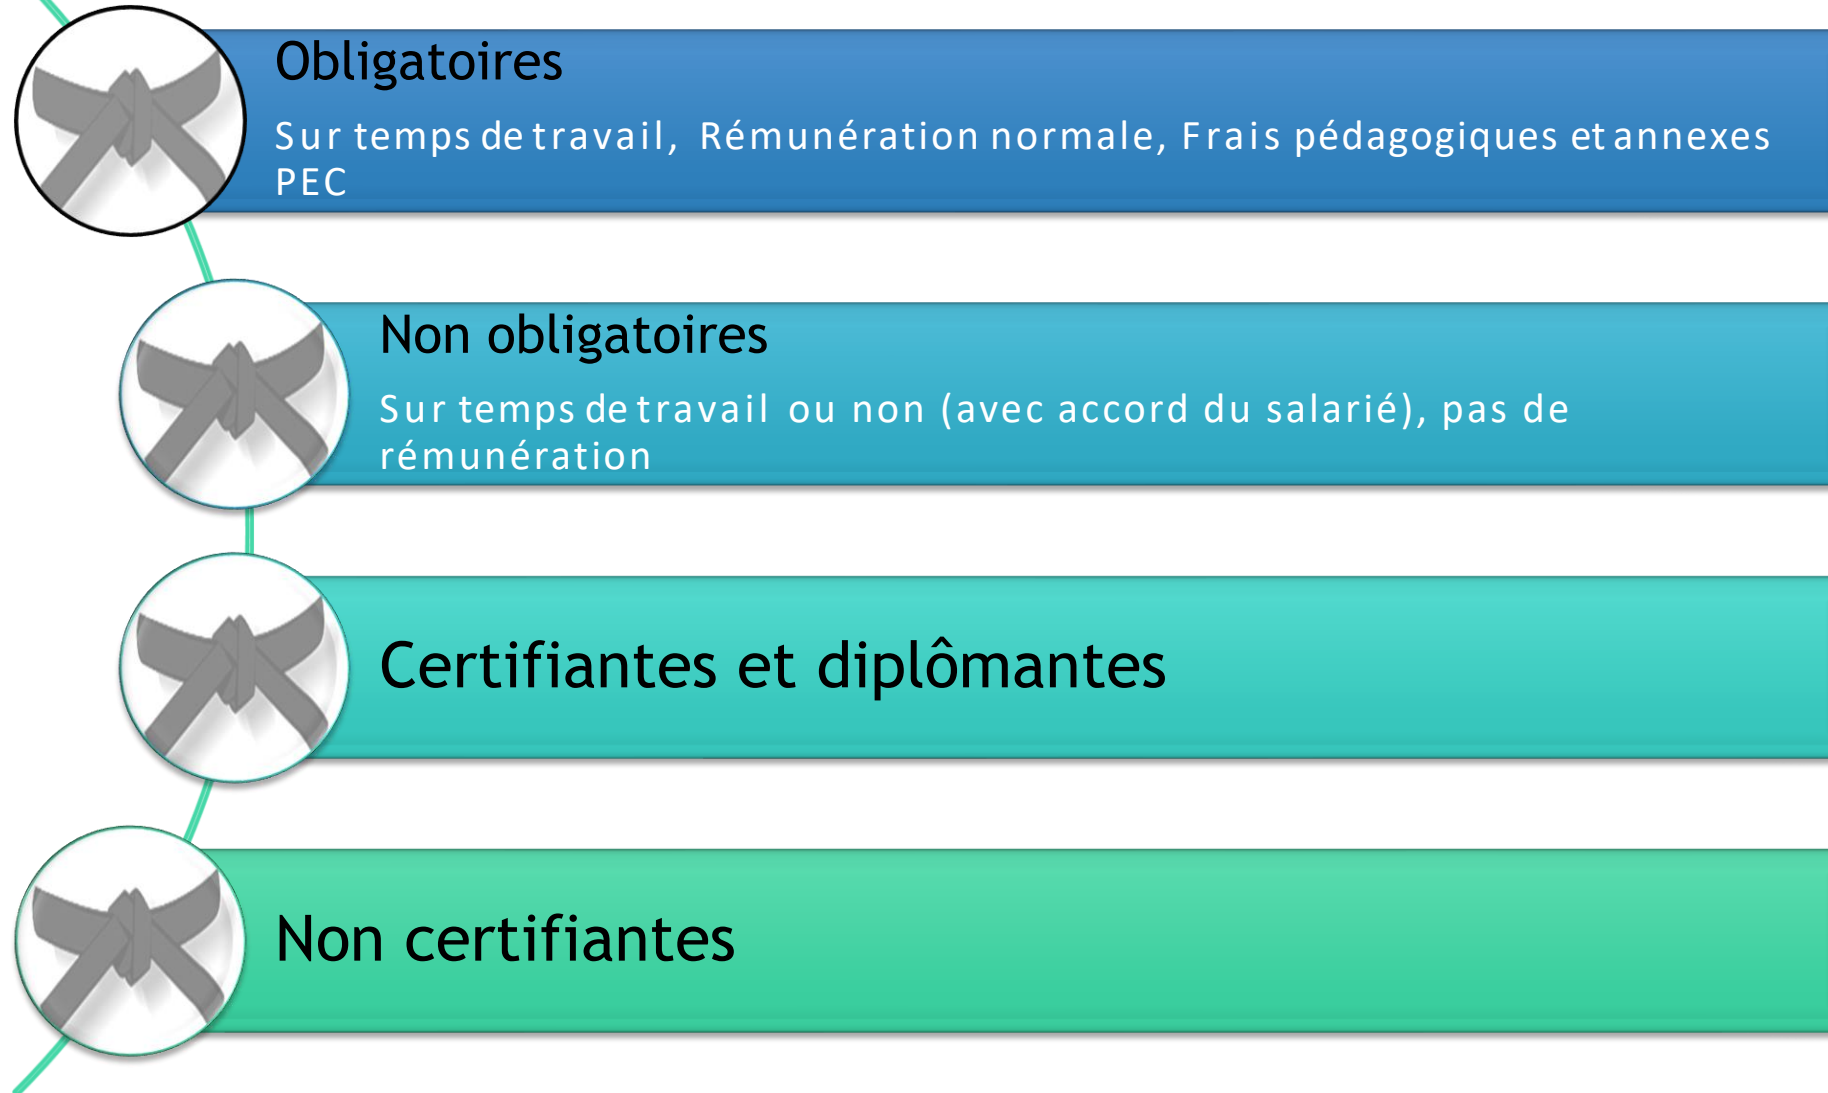 Obligatoires
Sur temps de travail, Rémunération normale, Frais pédagogiques et annexes
PEC
Non obligatoires
Sur temps de travail ou non (avec accord du salarié), pas de
rémunération
Certifiantes et diplômantes
Non certifiantes